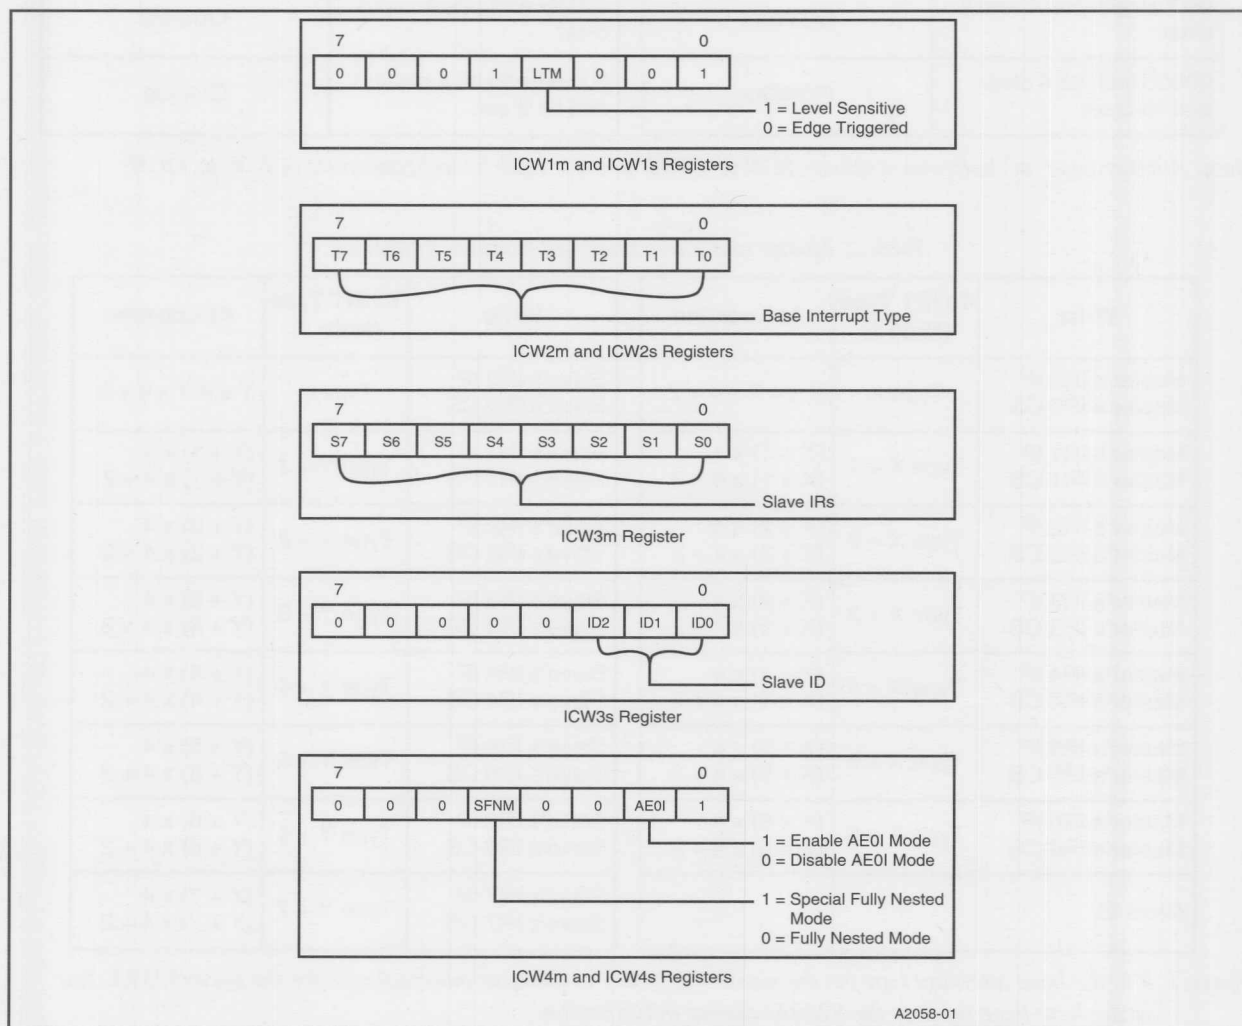 7 0
0 0 0 1 LTM 0 0 1
1 = Level Sensitive
0 = Edge Triggered
ICW1m and ICW1s Registers
7 0
T7 T6 T5 T4 T3 T2 T1 T0
Base Interrupt Type
ICW2m and ICW2s Registers
7 0
S7 S6 S5 S4 S3 S2 S1 S0
Slave IRs
ICW3m Register
7 0
0 0 0 0 0 ID2 ID1 ID0
Slave ID
ICW3s Register
7 0
0 0 0 SFNM 0 0 AE0I 1
1 = Enable AE0I Mode
0 = Disable AE0I Mode
1 = Special Fully Nested
Mode
0 = Fully Nested Mode
ICW4m and ICW4s Registers
A2058-01